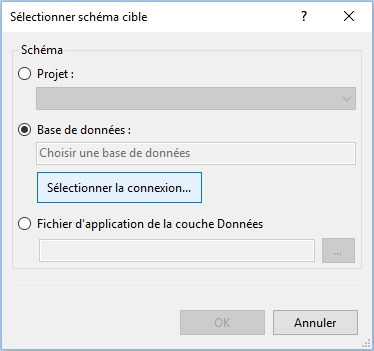 Sélectionner schéma cible
Schéma
Projet :
Base de données :
Choisir une base de données
Sélectionner la connexion...
Fichier d'application de la couche Données
...
OK
Annuler